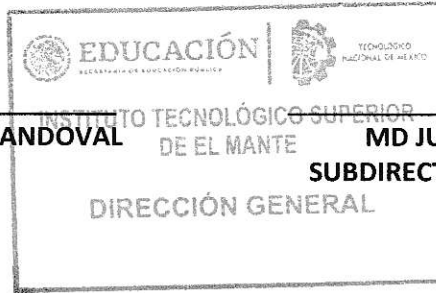 EDUCACIÓN
SECRETARÍA DE EDUCACIÓN PÚBLICA
TECNOLÓGICO
NACIONAL DE MÉXICO
INSTITUTO TECNOLÓGICO SUPERIOR
DE EL MANTE
ANDOVAL
MD JU
SUBDIRECT
DIRECCIÓN GENERAL